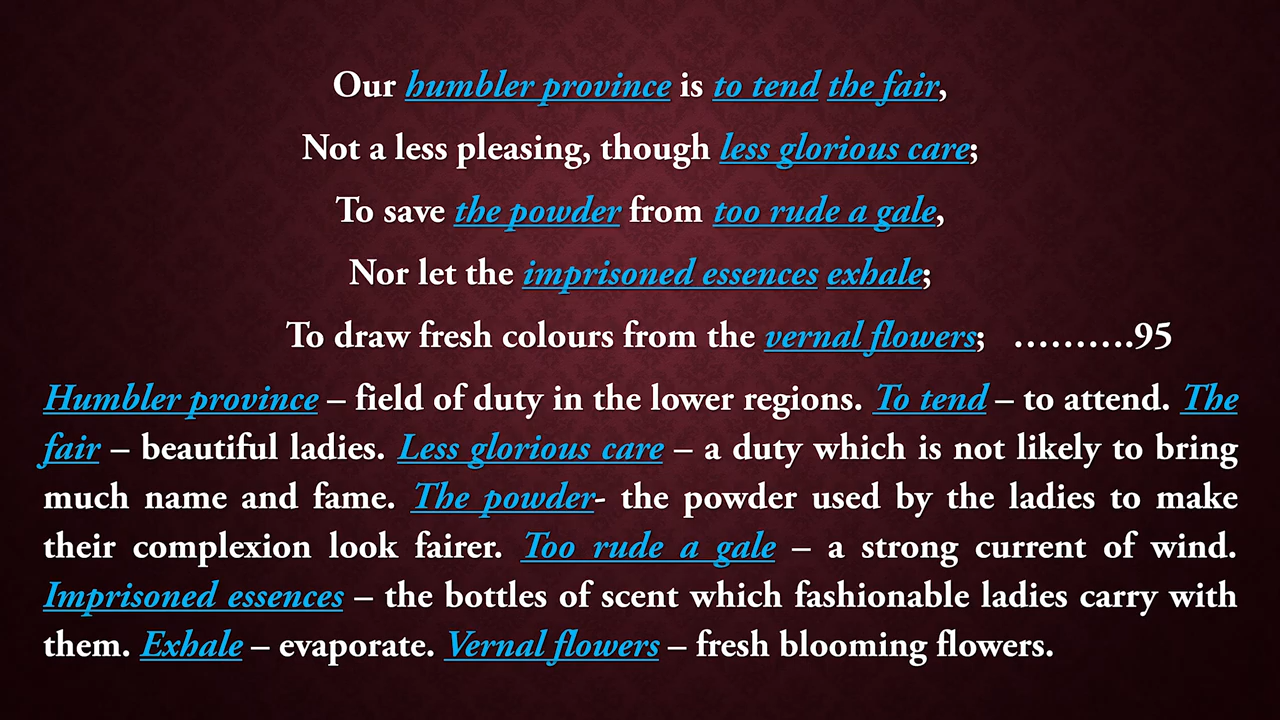 Our humbler province is to tend the fair,
Not a less pleasing, though less glorious care;
To save the powder from too rude a gale,
Nor let the imprisoned essences exhale;
To draw fresh colours from the vernal flowers; ……….95
Humbler province – field of duty in the lower regions. To tend – to attend. The
fair – beautiful ladies. Less glorious care – a duty which is not likely to bring
much name and fame. The powder- the powder used by the ladies to make
their complexion look fairer. Too rude a gale – a strong current of wind.
Imprisoned essences – the bottles of scent which fashionable ladies carry with
them. Exhale – evaporate. Vernal flowers – fresh blooming flowers.